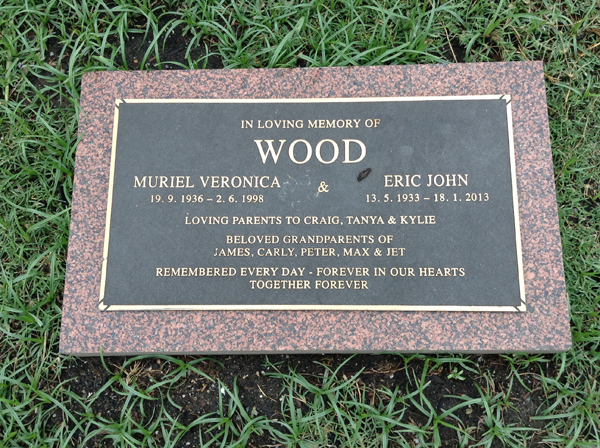 IN LOVING MEMORY OF
WOOD
MURIEL VERONICA & ERIC JOHN
19. 9. 1936 – 2. 6. 1998 13. 5. 1933 – 18. 1. 2013
LOVING PARENTS TO CRAIG, TANYA & KYLIE
BELOVED GRANDPARENTS OF
JAMES, CARLY, PETER, MAX & JET
REMEMBERED EVERY DAY - FOREVER IN OUR HEARTS
TOGETHER FOREVER